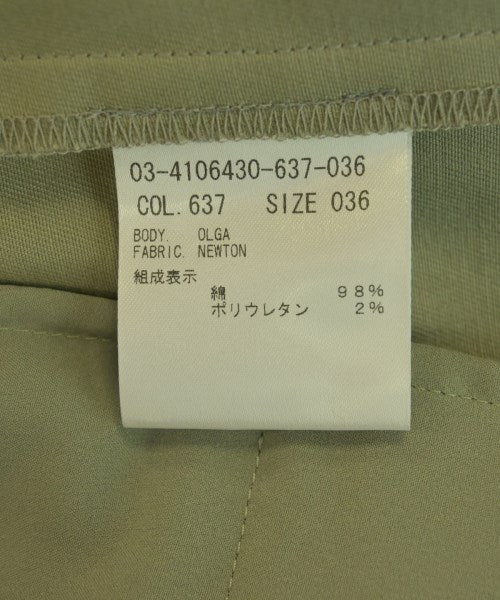 03-4106430-637-036
COL. 637 SIZE 036
BODY. OLGA
FABRIC. NEWTON
組成表示
綿 98%
ポリウレタン 2%